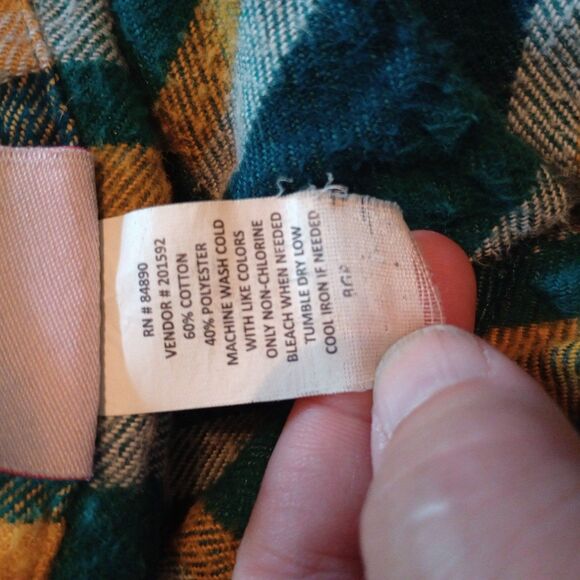 RN # 84890
VENDOR # 201592
60% COTTON
40% POLYESTER
MACHINE WASH COLD
WITH LIKE COLORS
ONLY NON-CHLORINE
BLEACH WHEN NEEDED
TUMBLE DRY LOW
COOL IRON IF NEEDED